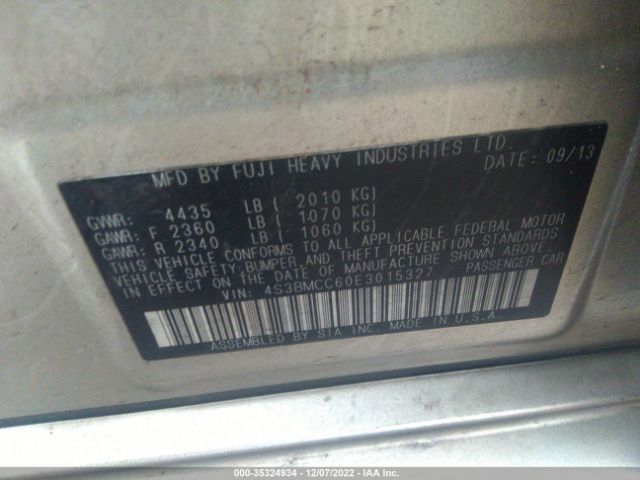 MFD BY FUJI HEAVY INDUSTRIES LTD.
DATE: 09/13
GVWR: 4435 LB ( 2010 KG)
GAWR: F 2360 LB ( 1070 KG)
GAWR: R 2340 LB ( 1060 KG)
THIS VEHICLE CONFORMS TO ALL APPLICABLE FEDERAL MOTOR
VEHICLE SAFETY, BUMPER AND THEFT PREVENTION STANDARDS
IN EFFECT ON THE DATE OF MANUFACTURE SHOWN ABOVE.
VIN: 4S3BMCC60E3015327 PASSENGER CAR
ASSEMBLED BY SIA INC. MADE IN U.S.A.
000-35324934 - 12/07/2022 - IAA Inc.